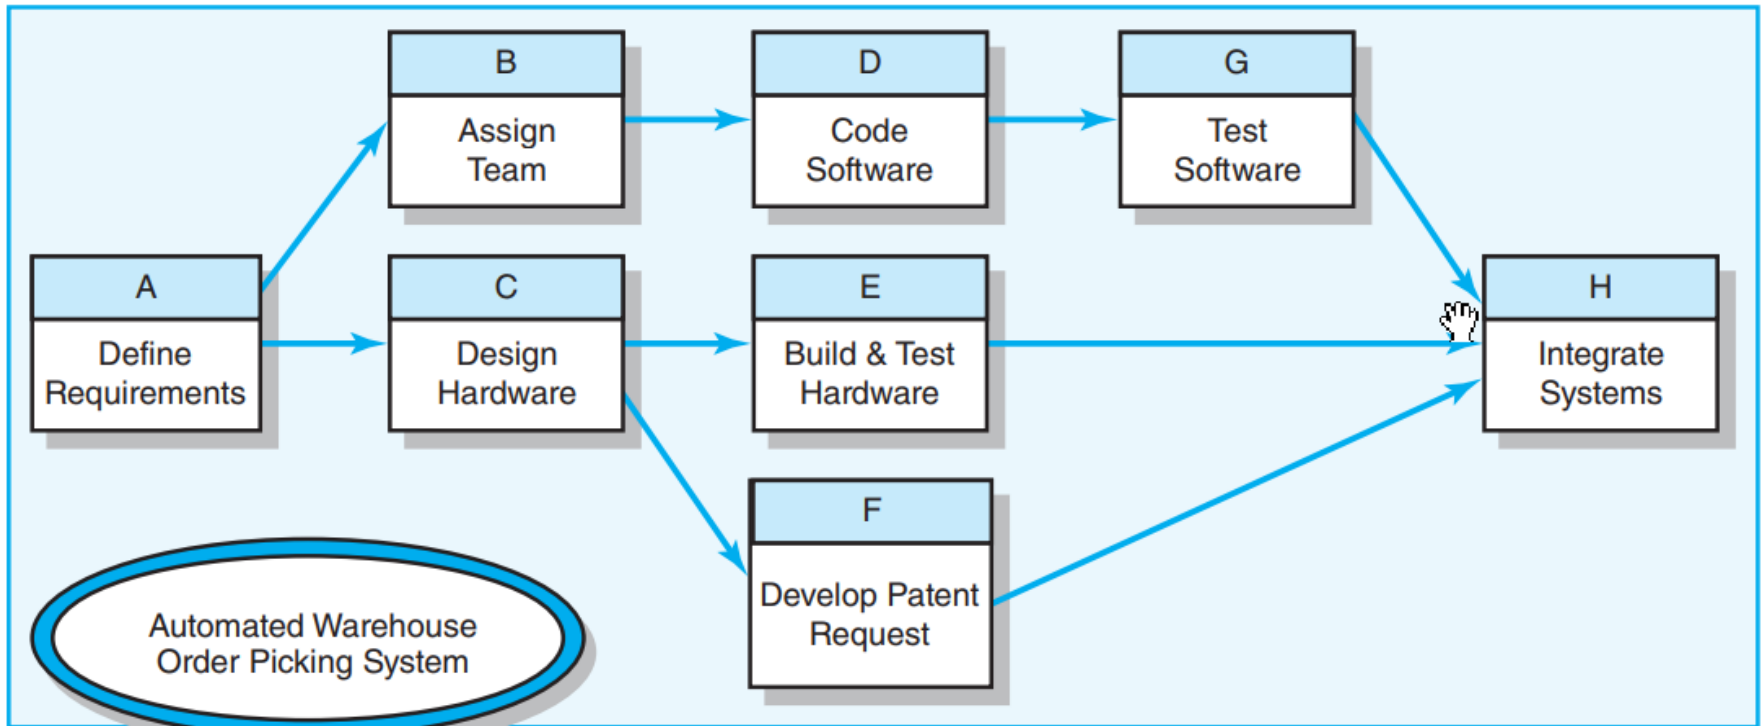 B
Assign
Team
D
Code
Software
G
Test
Software
A
Define
Requirements
C
Design
Hardware
E
Build & Test
Hardware
H
Integrate
Systems
F
Develop Patent
Request
Automated Warehouse
Order Picking System